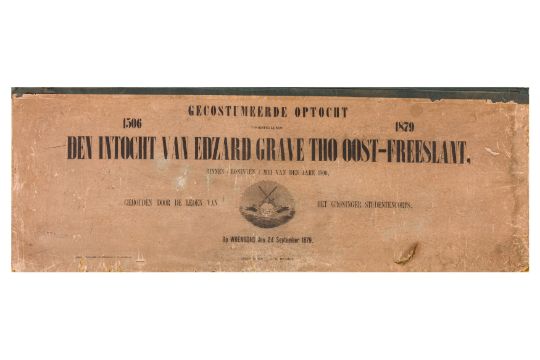 GECOSTUMEERDE OPTOCHT
1506 1879
DEN INTOCHT VAN EDZARD GRAVE THO OOST-FREESLANT,
BINNEN GRONINGEN 1 MEI VAN DEN JARE 1506,
GEHOUDEN DOOR DE LEDEN VAN HET GRONINGER STUDENTENCORPS,
Op WOENSDAG den 24 September 1879.